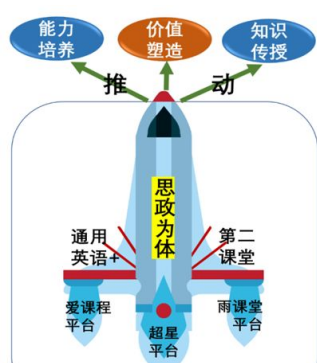 能力
培养
价值
塑造
知识
传授
推 动
思
政
为
体
通用
英语+
第二
课堂
爱课程
平台
超星
平台
雨课堂
平台